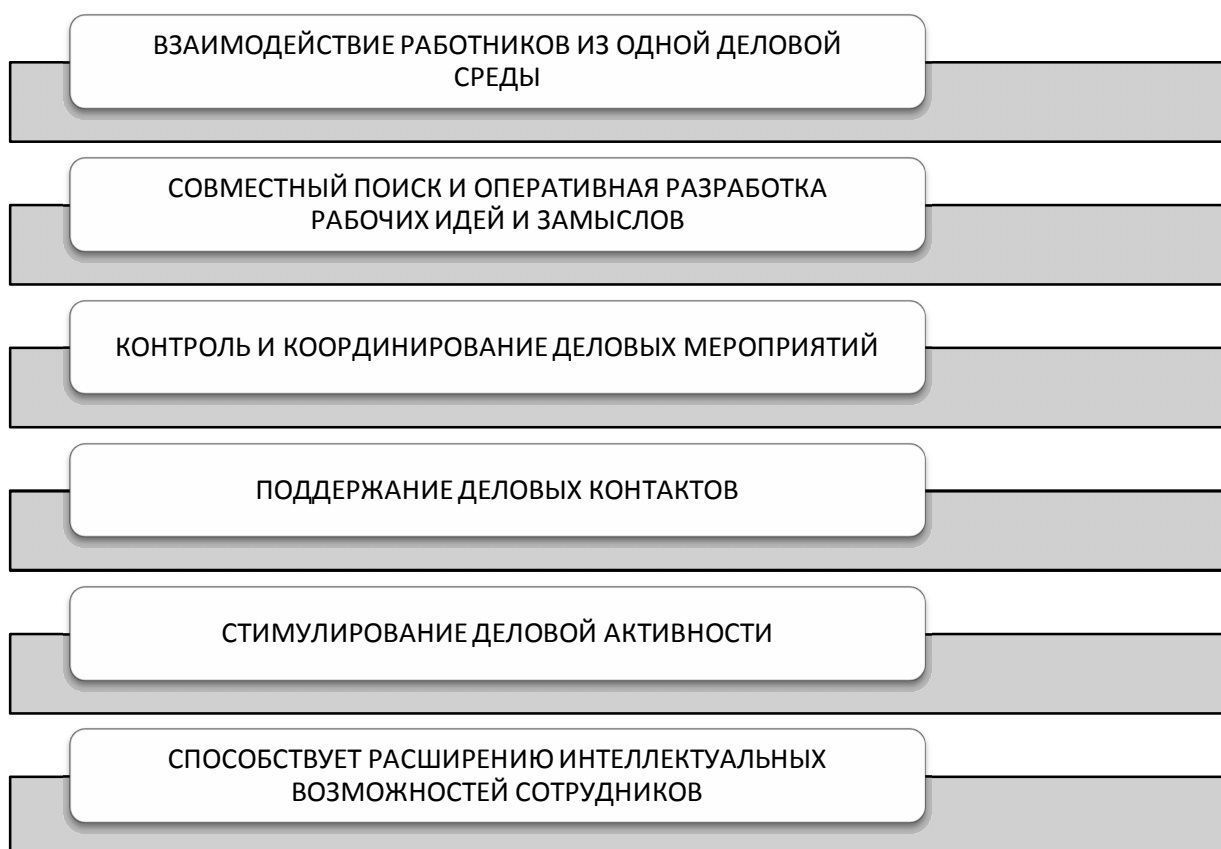 ВЗАИМОДЕЙСТВИЕ РАБОТНИКОВ ИЗ ОДНОЙ ДЕЛОВОЙ
СРЕДЫ
СОВМЕСТНЫЙ ПОИСК И ОПЕРАТИВНАЯ РАЗРАБОТКА
РАБОЧИХ ИДЕЙ И ЗАМЫСЛОВ
КОНТРОЛЬ И КООРДИНИРОВАНИЕ ДЕЛОВЫХ МЕРОПРИЯТИЙ
ПОДДЕРЖАНИЕ ДЕЛОВЫХ КОНТАКТОВ
СТИМУЛИРОВАНИЕ ДЕЛОВОЙ АКТИВНОСТИ
СПОСОБСТВУЕТ РАСШИРЕНИЮ ИНТЕЛЛЕКТУАЛЬНЫХ
ВОЗМОЖНОСТЕЙ СОТРУДНИКОВ